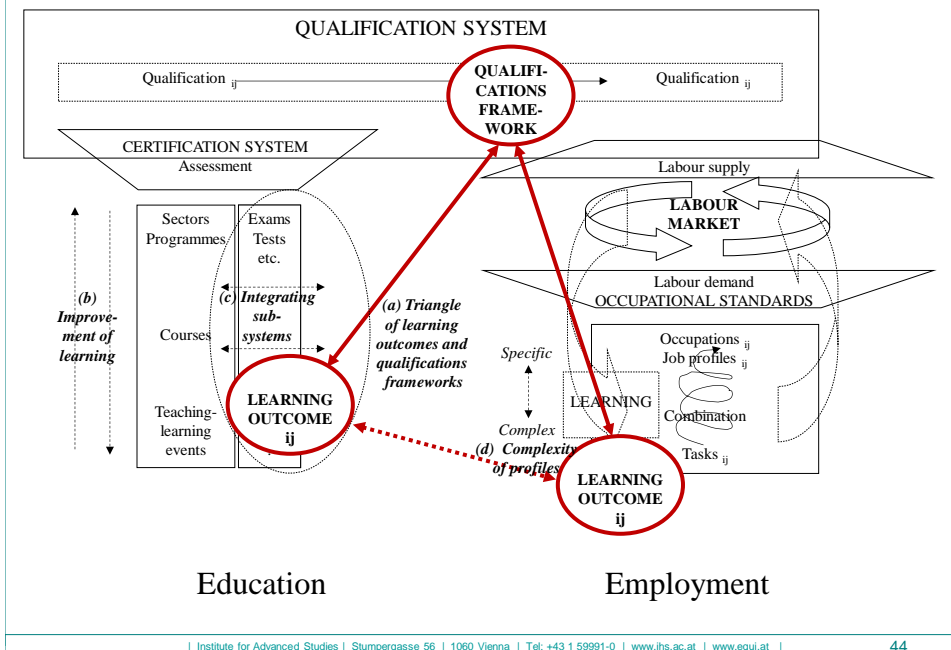 QUALIFICATION SYSTEM
Qualification ij
QUALIFI-
CATIONS
FRAME-
WORK
Qualification ij
CERTIFICATION SYSTEM
Assessment
Labour supply
LABOUR
MARKET
Labour demand
OCCUPATIONAL STANDARDS
Sectors
Programmes
Courses
Teaching-
learning
events
Exams
Tests
etc.
(b)
Improve-
ment of
learning
(c) Integrating
sub-
systems
(a) Triangle
of learning
outcomes and
qualifications
frameworks
LEARNING
OUTCOME
ij
Specific
Complex
(d) Complexity
of profiles
LEARNING
Occupations ij
Job profiles ij
Combination
Tasks ij
LEARNING
OUTCOME
ij
Education
Employment
| Institute for Advanced Studies | Stumpergasse 56 | 1060 Vienna | Tel: +43 1 59991-0 | www.ihs.ac.at | www.equi.at |
44